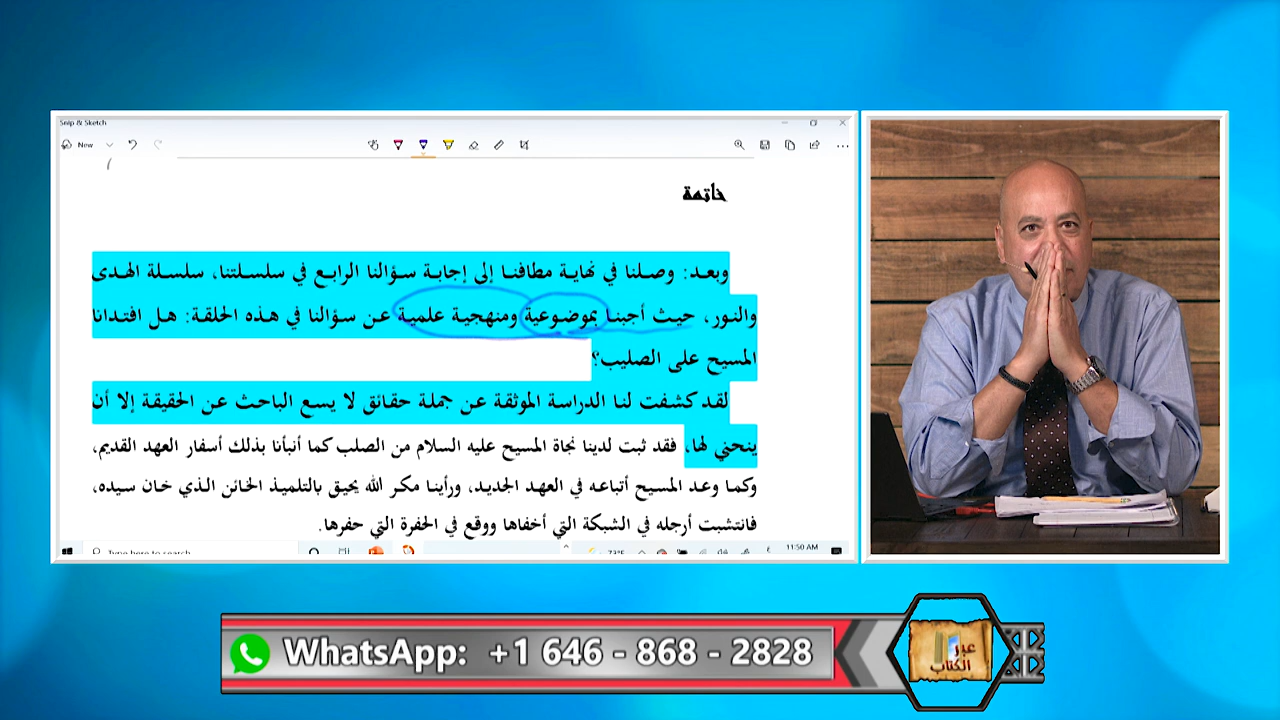 Snip & Sketch
New
خاتمة
وبعد: وصلنا في نهاية مطافنا إلى إجابة سؤالنا الرابع في سلسلتنا، سلسلة الهدى
والنور، حيث أجبنا بموضوعية ومنهجية علمية عن سؤالنا في هذه الحلقة: هل افتدانا
المسيح على الصليب؟
لقد كشفت لنا الدراسة الموثقة عن جملة حقائق لا يسع الباحث عن الحقيقة إلا أن
ينحني لها، فقد ثبت لدينا نجاة المسيح عليه السلام من الصلب كما أنبأنا بذلك أسفار العهد القديم،
وكما وعد المسيح أتباعه في العهد الجديد، ورأينا مكر الله يحيق بالتلميذ الخائن الذي خان سيده،
فانتشبت أرجله في الشبكة التي أخفاها ووقع في الحفرة التي حفرها.
Type here to search
73°F
11:50 AM
WhatsApp: +1 646 - 868 - 2828
عبر
الكتاب